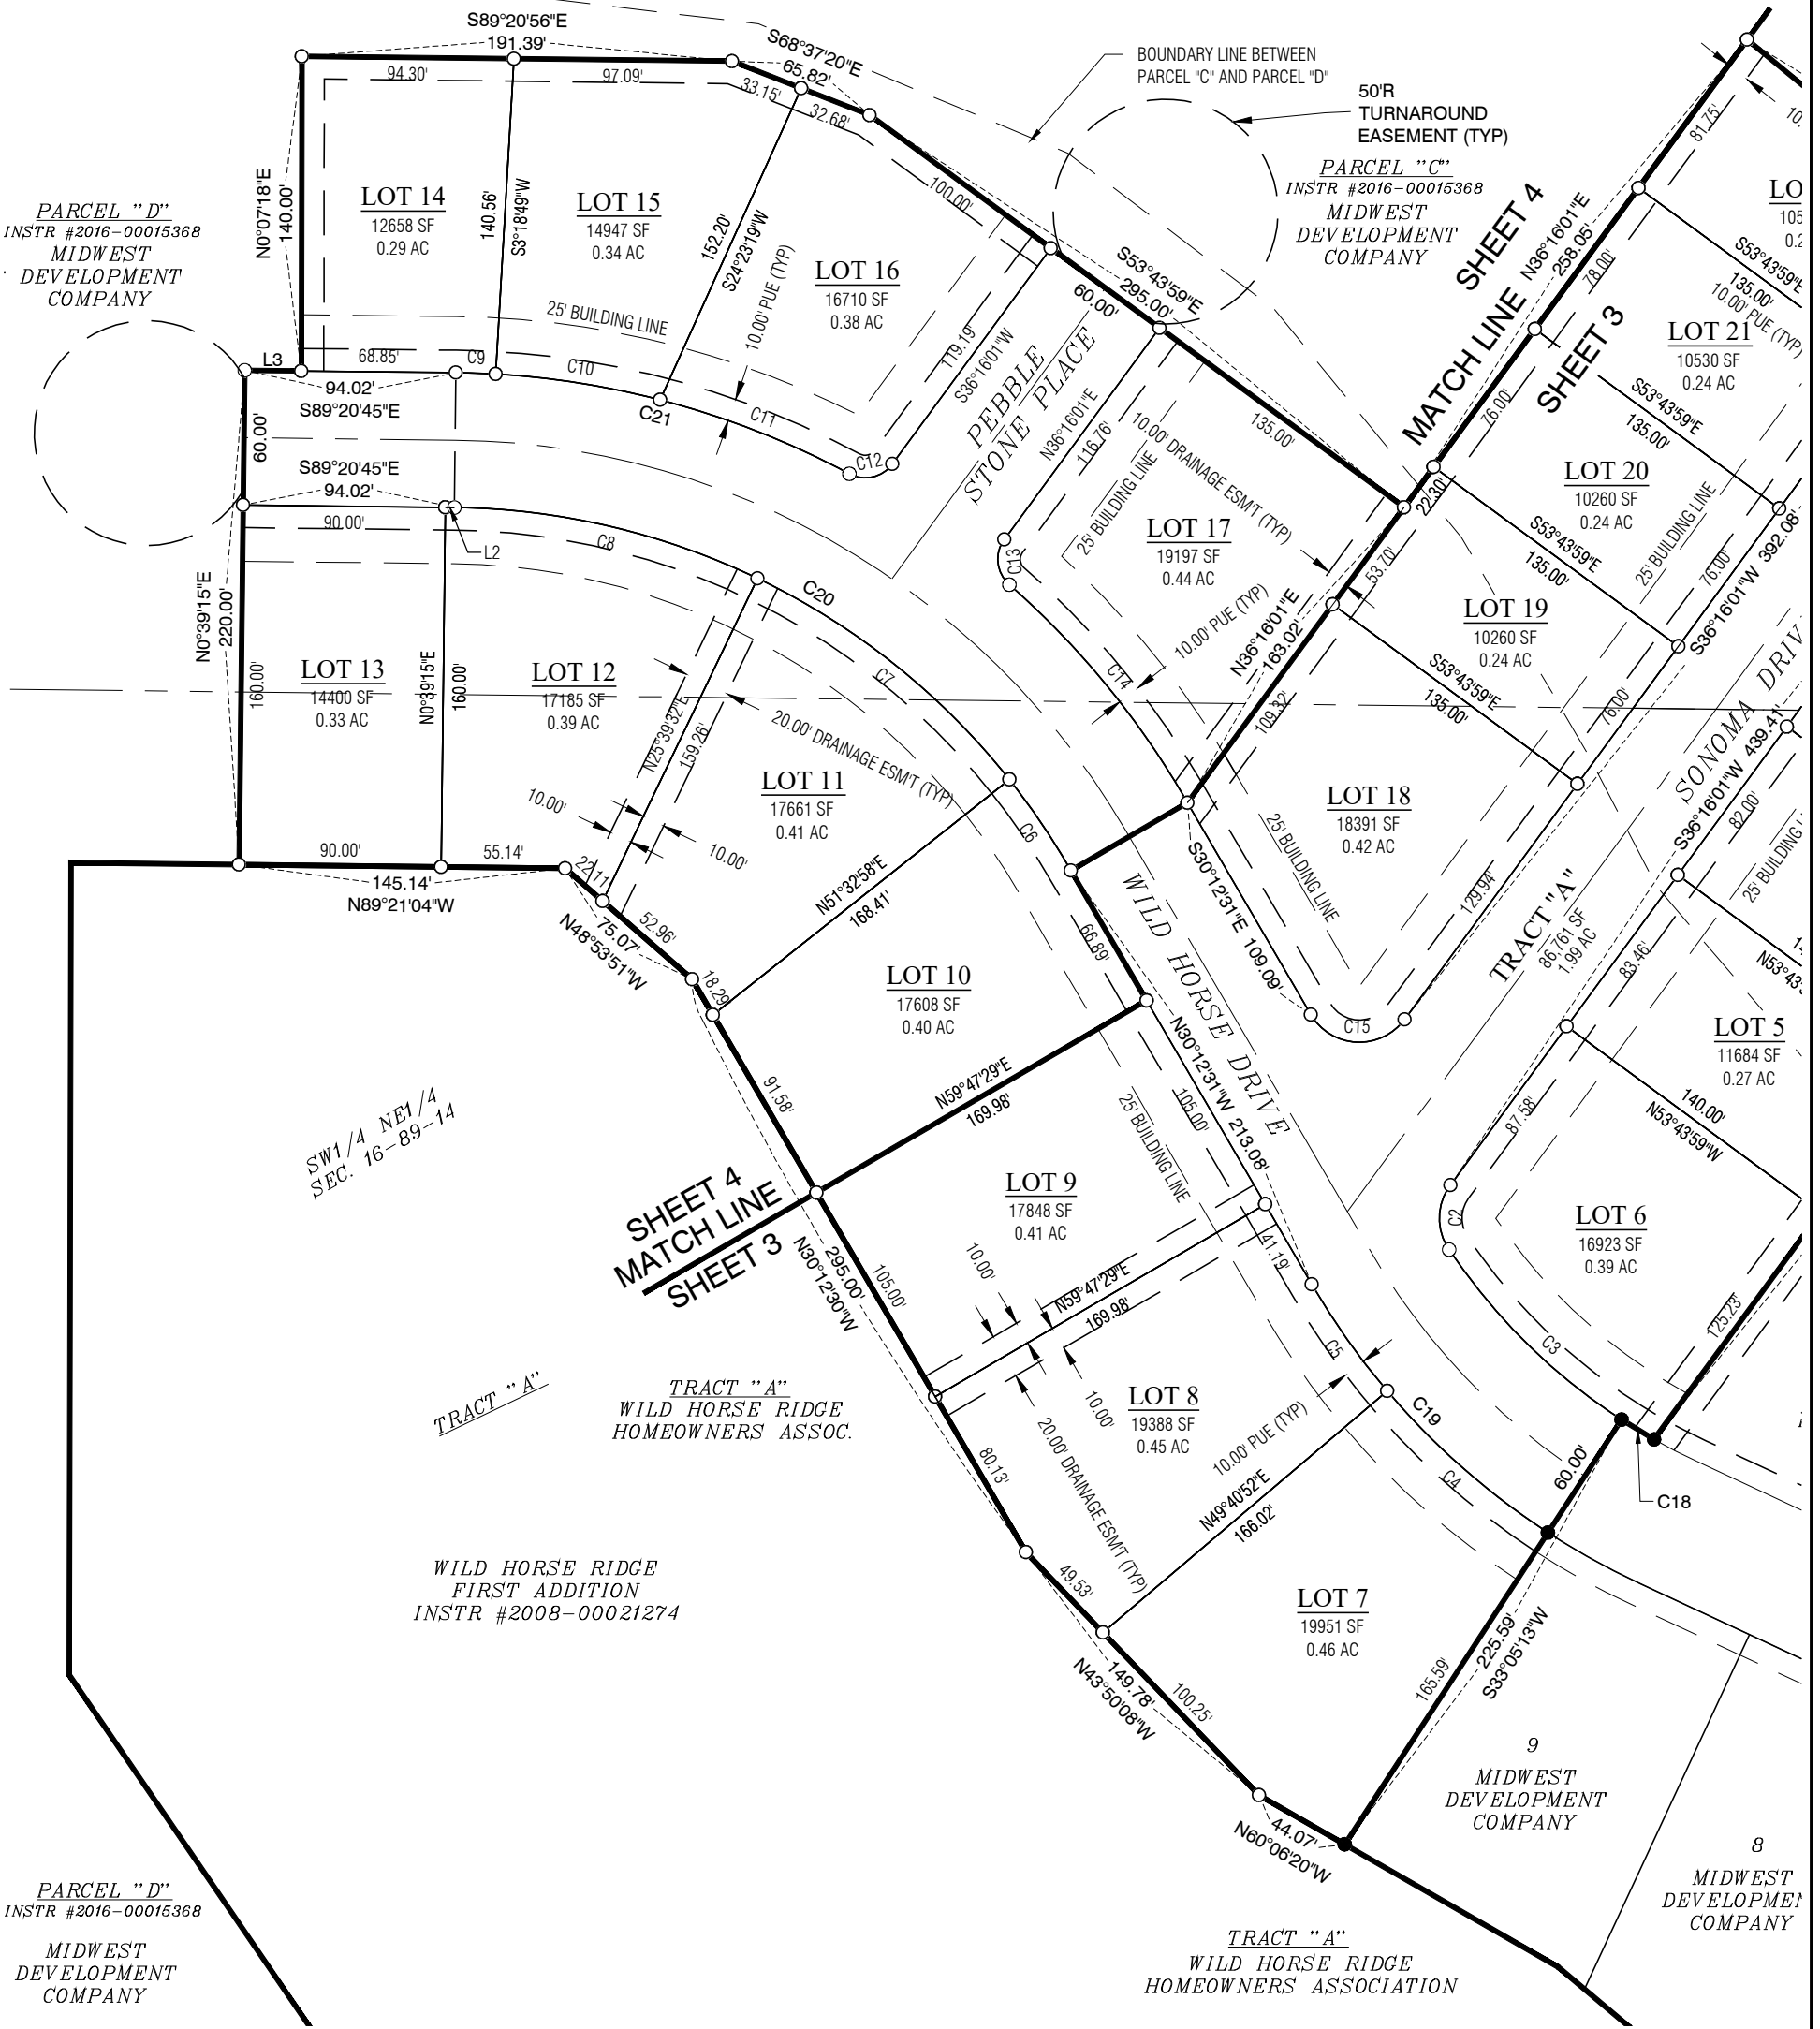 S89°20'56"E
191.39'
94.30'
97.09'
S68°37'20"E
65.82'
33.15'
32.68'
BOUNDARY LINE BETWEEN
PARCEL "C" AND PARCEL "D"
50'R
TURNAROUND
EASEMENT (TYP)
PARCEL "C"
INSTR #2016-00015368
MIDWEST
DEVELOPMENT
COMPANY
PARCEL "D"
INSTR #2016-00015368
MIDWEST
DEVELOPMENT
COMPANY
N0°07'18"E
140.00'
LOT 14
12658 SF
0.29 AC
140.56'
S3°18'49"W
LOT 15
14947 SF
0.34 AC
152.20'
S24°23'19"W
10.00' PUE (TYP)
LOT 16
16710 SF
0.38 AC
100.00'
119.19'
S36°16'01"W
25' BUILDING LINE
L3
68.85'
C9
C10
C21
C11
C12
94.02'
S89°20'45"E
60.00'
S89°20'45"E
94.02'
90.00'
L2
C8
C20
S53°43'59"E
295.00'
60.00'
PEBBLE
STONE PLACE
N36°16'01"E
116.76'
135.00'
10.00' DRAINAGE ESM'T (TYP)
25' BUILDING LINE
LOT 17
19197 SF
0.44 AC
C13
C14
10.00' PUE (TYP)
N36°16'01"E
163.02'
53.70'
109.32'
22.30'
SHEET 4
MATCH LINE
SHEET 3
N36°16'01"E
258.05'
81.75'
78.00'
76.00'
10.
LO
105
0.2
S53°43'59"E
135.00'
10.00' PUE (TYP)
LOT 21
10530 SF
0.24 AC
S53°43'59"E
135.00'
LOT 20
10260 SF
0.24 AC
25' BUILDING LINE
76.00'
S36°16'01"W 392.08'
S53°43'59"E
135.00'
LOT 19
10260 SF
0.24 AC
S53°43'59"E
135.00'
76.00'
SONOMA DRIV
S36°16'01"W 439.41'
82.00'
25' BUILDING L
LOT 18
18391 SF
0.42 AC
25' BUILDING LINE
S30°12'31"E 109.09'
129.94'
C15
TRACT "A"
86,761 SF
1.99 AC
83.46'
N53°43'
LOT 5
11684 SF
0.27 AC
140.00'
N53°43'59"W
87.58'
C2
LOT 6
16923 SF
0.39 AC
C3
125.23'
C18
N0°39'15"E
220.00'
160.00'
LOT 13
14400 SF
0.33 AC
N0°39'15"E
160.00'
LOT 12
17185 SF
0.39 AC
N25°39'32"E
159.26'
10.00'
10.00'
20.00' DRAINAGE ESM'T (TYP)
C7
LOT 11
17661 SF
0.41 AC
C6
90.00'
55.14'
145.14'
N89°21'04"W
22.11'
52.96'
75.07'
N48°53'51"W
18.29'
N51°32'58"E
168.41'
LOT 10
17608 SF
0.40 AC
66.89'
WILD HORSE DRIVE
91.58'
N59°47'29"E
169.98'
N30°12'31"W 213.08'
105.00'
25' BUILDING LINE
SW1/4 NE1/4
SEC. 16-89-14
SHEET 4
MATCH LINE
SHEET 3
LOT 9
17848 SF
0.41 AC
295.00'
N30°12'30"W
105.00'
10.00'
N59°47'29"E
169.98'
41.19'
C5
10.00'
20.00' DRAINAGE ESM'T (TYP)
LOT 8
19388 SF
0.45 AC
10.00' PUE (TYP)
C19
C4
60.00'
TRACT "A"
TRACT "A"
WILD HORSE RIDGE
HOMEOWNERS ASSOC.
80.13'
49.53'
N49°40'52"E
166.02'
WILD HORSE RIDGE
FIRST ADDITION
INSTR #2008-00021274
LOT 7
19951 SF
0.46 AC
149.78'
N43°50'08"W
100.25'
165.59'
225.59'
S33°05'13"W
44.07'
N60°06'20"W
9
MIDWEST
DEVELOPMENT
COMPANY
8
MIDWEST
DEVELOPMEN
COMPANY
PARCEL "D"
INSTR #2016-00015368
MIDWEST
DEVELOPMENT
COMPANY
TRACT "A"
WILD HORSE RIDGE
HOMEOWNERS ASSOCIATION